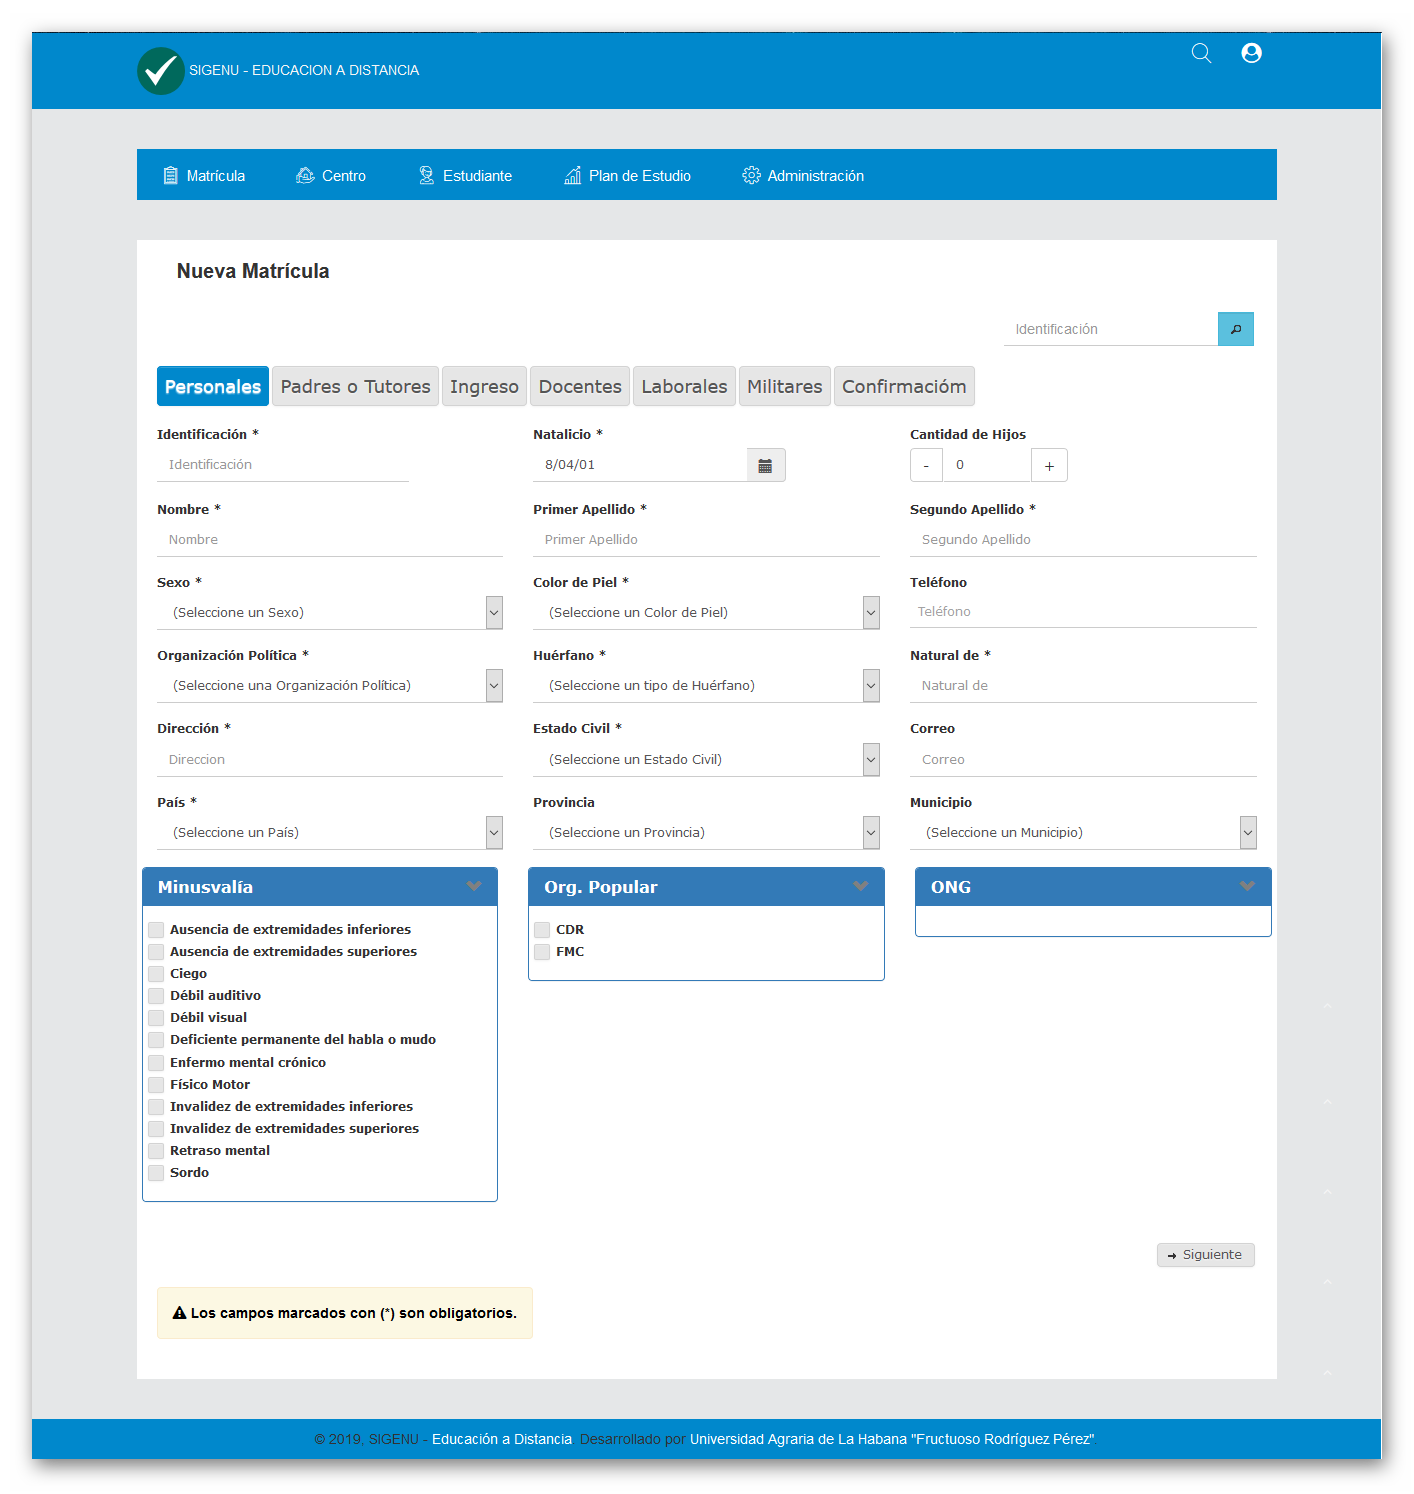 SIGENU - EDUCACION A DISTANCIA
Matrícula Centro Estudiante Plan de Estudio Administración
Nueva Matrícula
Identificación
Personales Padres o Tutores Ingreso Docentes Laborales Militares Confirmacióm
Identificación * Natalicio * Cantidad de Hijos
Identificación 8/04/01 - 0 +
Nombre * Primer Apellido * Segundo Apellido *
Nombre Primer Apellido Segundo Apellido
Sexo * Color de Piel * Teléfono
(Seleccione un Sexo) (Seleccione un Color de Piel) Teléfono
Organización Política * Huérfano * Natural de *
(Seleccione una Organización Política) (Seleccione un tipo de Huérfano) Natural de
Dirección * Estado Civil * Correo
Direccion (Seleccione un Estado Civil) Correo
País * Provincia Municipio
(Seleccione un País) (Seleccione un Provincia) (Seleccione un Municipio)
Minusvalía Org. Popular ONG
Ausencia de extremidades inferiores CDR
Ausencia de extremidades superiores FMC
Ciego
Débil auditivo
Débil visual
Deficiente permanente del habla o mudo
Enfermo mental crónico
Físico Motor
Invalidez de extremidades inferiores
Invalidez de extremidades superiores
Retraso mental
Sordo
Siguiente
Los campos marcados con (*) son obligatorios.
© 2019, SIGENU - Educación a Distancia Desarrollado por Universidad Agraria de La Habana "Fructuoso Rodríguez Pérez"